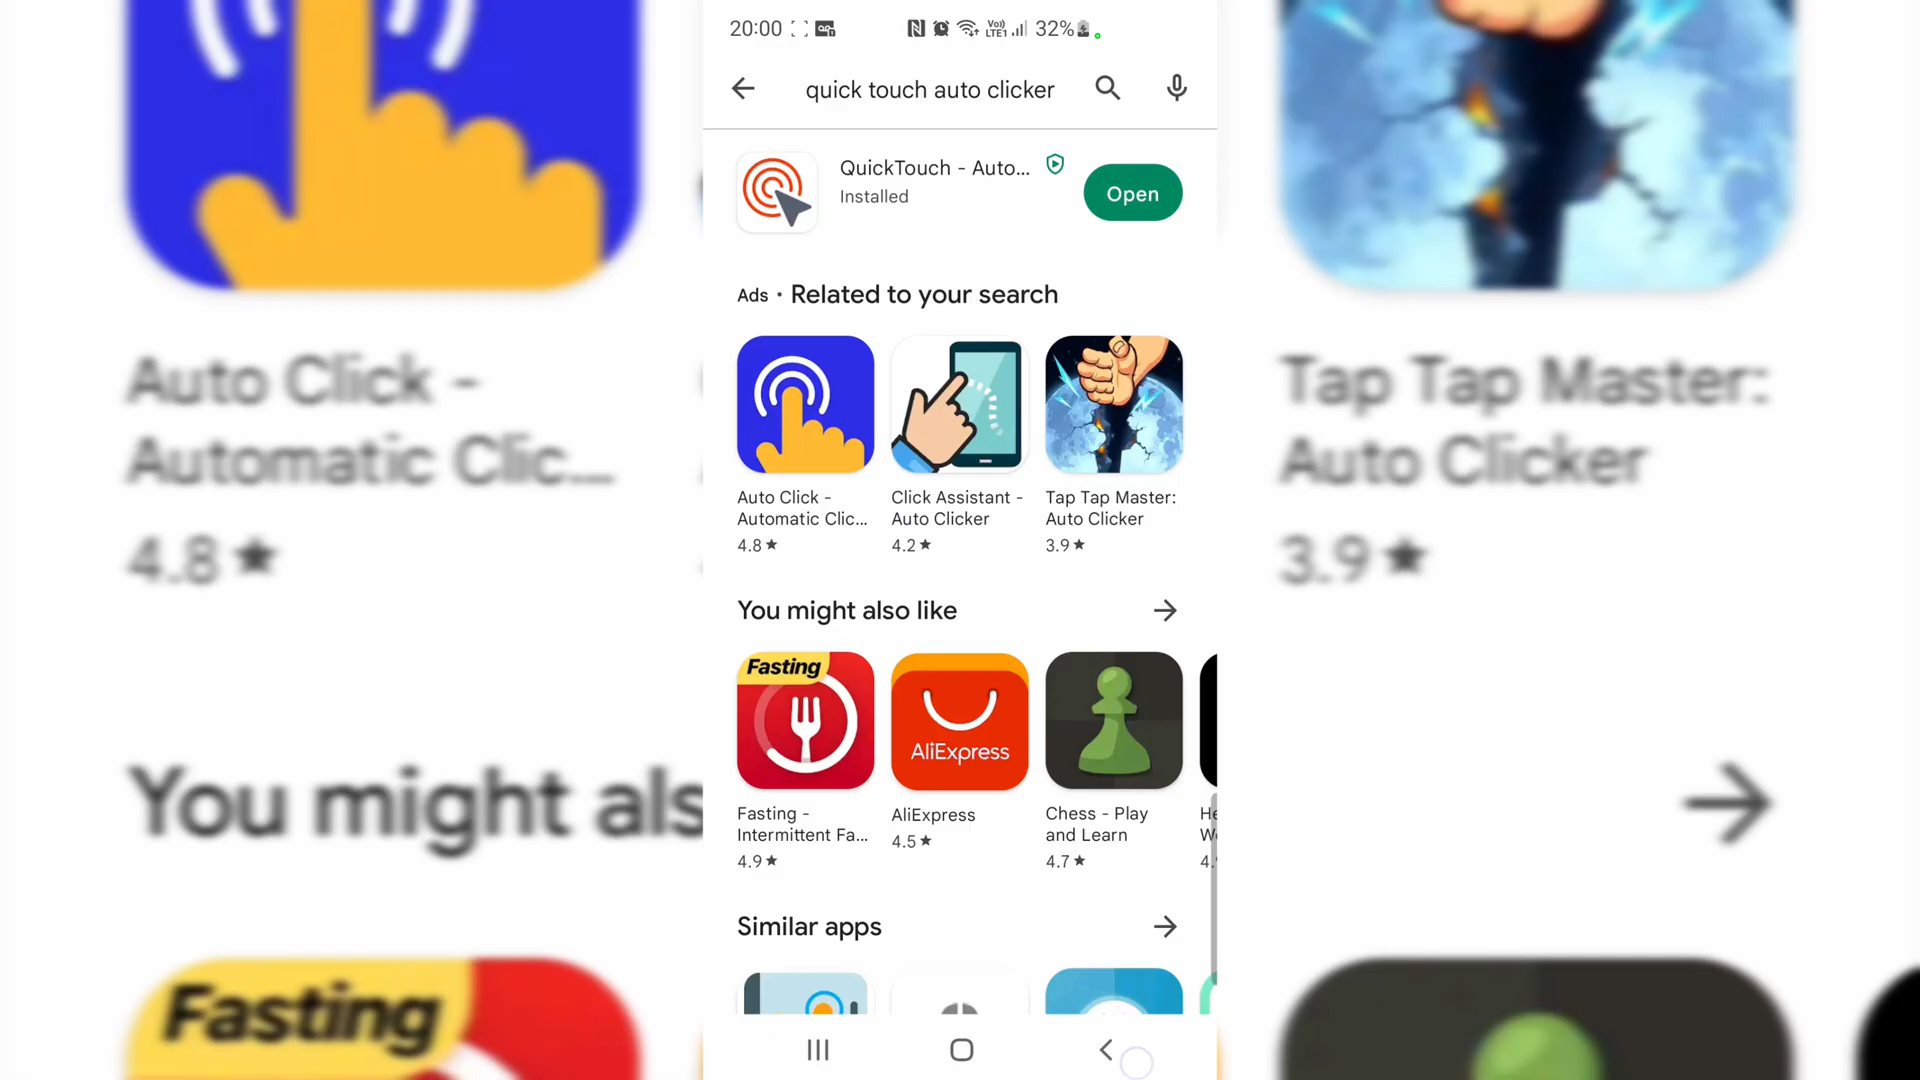 20:00
Vo)
LTE1
32%
quick touch auto clicker
QuickTouch - Auto...
Installed
Open
Ads • Related to your search
Auto Click -
Automatic Clic...
4.8★
Click Assistant -
Auto Clicker
4.2★
Tap Tap Master:
Auto Clicker
3.9★
You might also like
Fasting
AliExpress
Fasting -
Intermittent Fa...
4.9★
AliExpress
4.5★
Chess - Play
and Learn
4.7★
Similar apps
Auto Click -
Automatic Clic...
4.8★
You might als
Fasting
Tap Tap Master:
Auto Clicker
3.9★